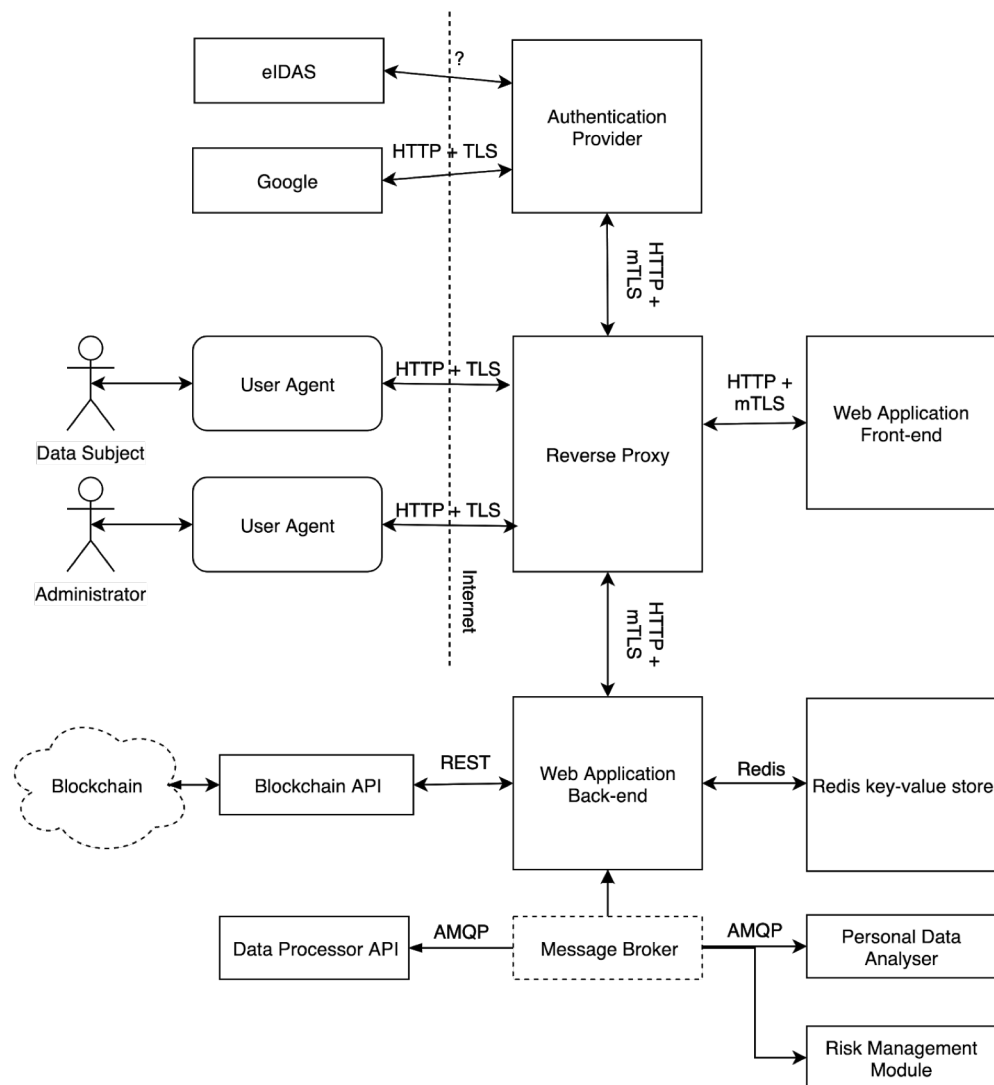 eIDAS
?
Authentication
Provider
HTTP + TLS
Google
HTTP +
mTLS
Data Subject
User Agent
HTTP + TLS
Reverse Proxy
HTTP +
mTLS
Web Application
Front-end
Administrator
User Agent
HTTP + TLS
Internet
HTTP +
mTLS
Blockchain
Blockchain API
REST
Web Application
Back-end
Redis
Redis key-value store
Data Processor API
AMQP
Message Broker
AMQP
Personal Data
Analyser
Risk Management
Module